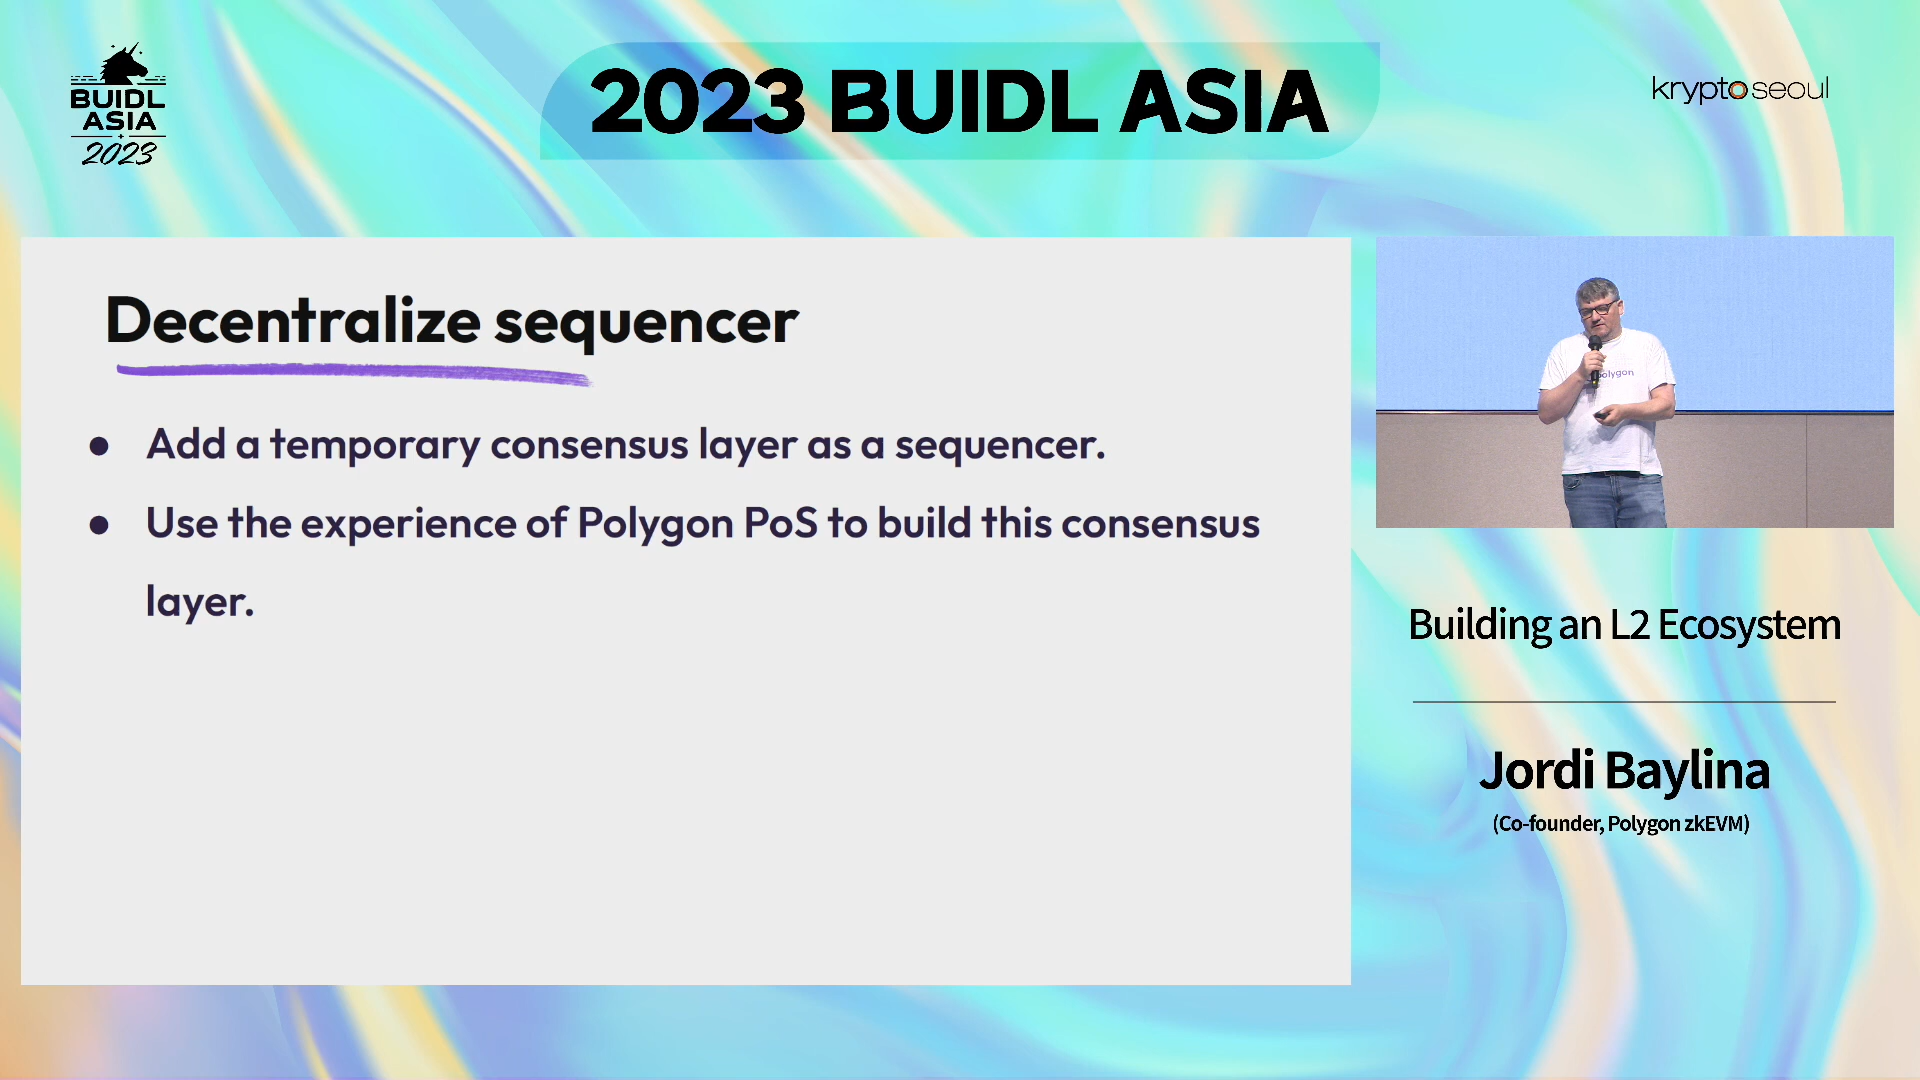 BUIDL
ASIA
2023
2023 BUIDL ASIA
kryptoseoul
Decentralize sequencer
● Add a temporary consensus layer as a sequencer.
● Use the experience of Polygon PoS to build this consensus
layer.
polygon
Building an L2 Ecosystem
Jordi Baylina
(Co-founder, Polygon zkEVM)